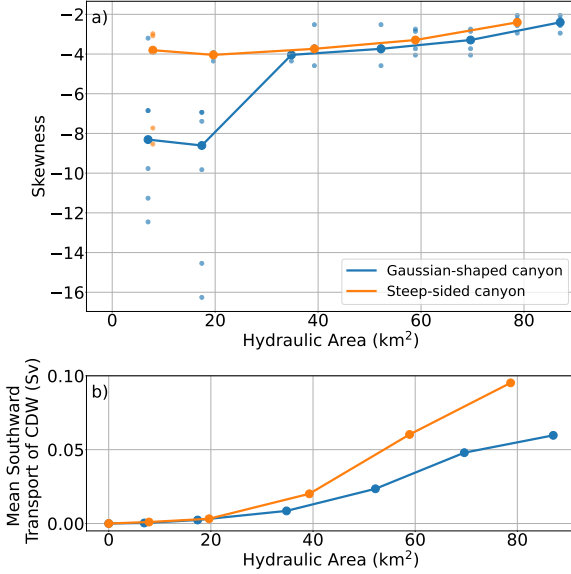 a)
−2
−4
−6
−8
−10
−12
−14
−16
Skewness
Gaussian-shaped canyon
Steep-sided canyon
0 20 40 60 80
Hydraulic Area (km²)
b)
0.10
0.05
0.00
Mean Southward
Transport of CDW (Sv)
0 20 40 60 80
Hydraulic Area (km²)